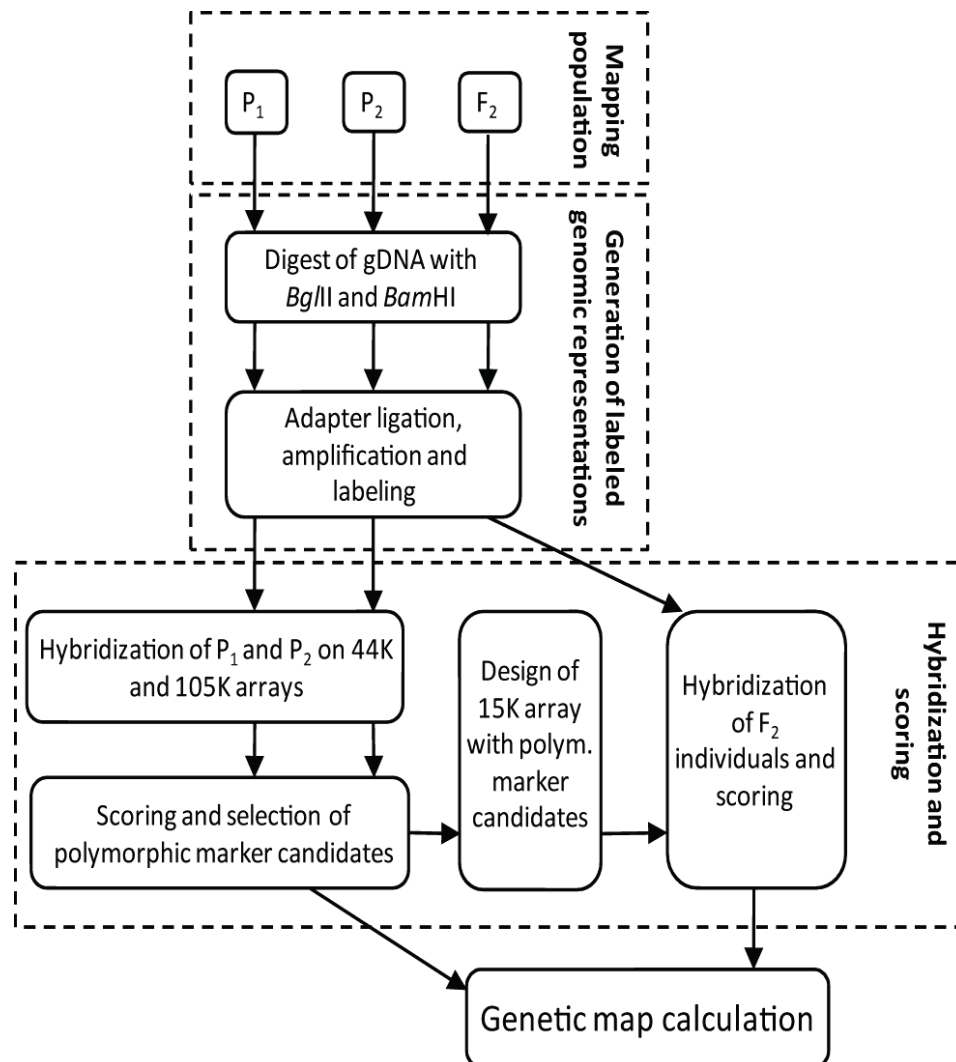 Mapping
population
P₁
P₂
F₂
Generation of labeled
genomic representations
Digest of gDNA with
BglII and BamHI
Adapter ligation,
amplification and
labeling
Hybridization and
scoring
Hybridization of P₁ and P₂ on 44K
and 105K arrays
Scoring and selection of
polymorphic marker candidates
Design of
15K array
with polym.
marker
candidates
Hybridization
of F₂
individuals and
scoring
Genetic map calculation